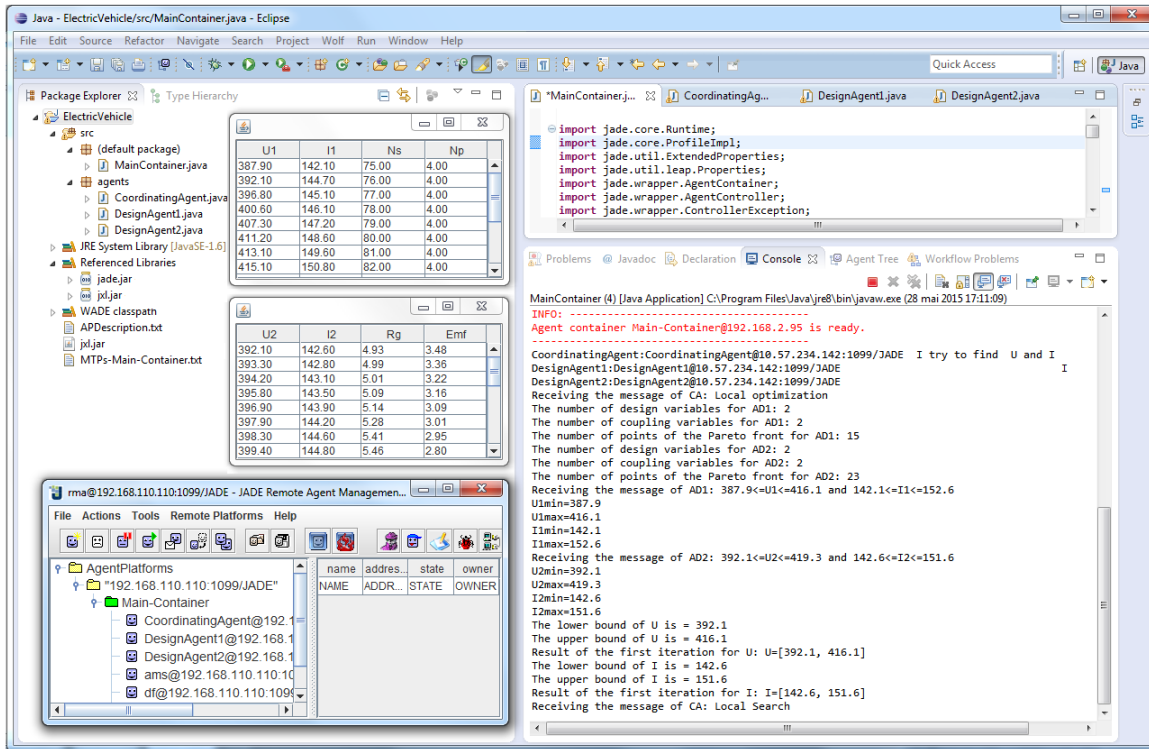 Java - ElectricVehicle/src/MainContainer.java - Eclipse
File Edit Source Refactor Navigate Search Project Wolf Run Window Help
Quick Access
Java
Package Explorer Type Hierarchy
ElectricVehicle
src
(default package)
MainContainer.java
agents
CoordinatingAgent.java
DesignAgent1.java
DesignAgent2.java
JRE System Library [JavaSE-1.6]
Referenced Libraries
jade.jar
jxl.jar
WADE classpath
APDescription.txt
jxl.jar
MTPs-Main-Container.txt
U1 I1 Ns Np
387.90 142.10 75.00 4.00
392.10 144.70 76.00 4.00
396.80 145.10 77.00 4.00
400.60 146.10 78.00 4.00
407.30 147.20 79.00 4.00
411.20 148.60 80.00 4.00
413.10 149.60 81.00 4.00
415.10 150.80 82.00 4.00
U2 I2 Rg Emf
392.10 142.60 4.93 3.48
393.30 142.80 4.99 3.36
394.20 143.10 5.01 3.22
395.80 143.50 5.09 3.16
396.90 143.90 5.14 3.09
397.90 144.20 5.28 3.01
398.30 144.60 5.41 2.95
399.40 144.80 5.46 2.80
rma@192.168.110.110:1099/JADE - JADE Remote Agent Managemen...
File Actions Tools Remote Platforms Help
AgentPlatforms
"192.168.110.110:1099/JADE"
Main-Container
CoordinatingAgent@192.1
DesignAgent1@192.168.1
DesignAgent2@192.168.1
ams@192.168.110.110:10
df@192.168.110.110:1099
name addres... state owner
NAME ADDR... STATE OWNER
*MainContainer.j... CoordinatingAg... DesignAgent1.java DesignAgent2.java
import jade.core.Runtime;
import jade.core.ProfileImpl;
import jade.util.ExtendedProperties;
import jade.util.leap.Properties;
import jade.wrapper.AgentContainer;
import jade.wrapper.AgentController;
import jade.wrapper.ControllerException;
Problems @ Javadoc Declaration Console Agent Tree Workflow Problems
MainContainer (4) [Java Application] C:\Program Files\Java\jre8\bin\javaw.exe (28 mai 2015 17:11:09)
INFO: --------------------------------------
Agent container Main-Container@192.168.2.95 is ready.
--------------------------------------------
CoordinatingAgent:CoordinatingAgent@10.57.234.142:1099/JADE I try to find U and I
DesignAgent1:DesignAgent1@10.57.234.142:1099/JADE
DesignAgent2:DesignAgent2@10.57.234.142:1099/JADE
Receiving the message of CA: Local optimization
The number of design variables for AD1: 2
The number of coupling variables for AD1: 2
The number of points of the Pareto front for AD1: 15
The number of design variables for AD2: 2
The number of coupling variables for AD2: 2
The number of points of the Pareto front for AD2: 23
Receiving the message of AD1: 387.9<=U1<=416.1 and 142.1<=I1<=152.6
U1min=387.9
U1max=416.1
I1min=142.1
I1max=152.6
Receiving the message of AD2: 392.1<=U2<=419.3 and 142.6<=I2<=151.6
U2min=392.1
U2max=419.3
I2min=142.6
I2max=151.6
The lower bound of U is = 392.1
The upper bound of U is = 416.1
Result of the first iteration for U: U=[392.1, 416.1]
The lower bound of I is = 142.6
The upper bound of I is = 151.6
Result of the first iteration for I: I=[142.6, 151.6]
Receiving the message of CA: Local Search